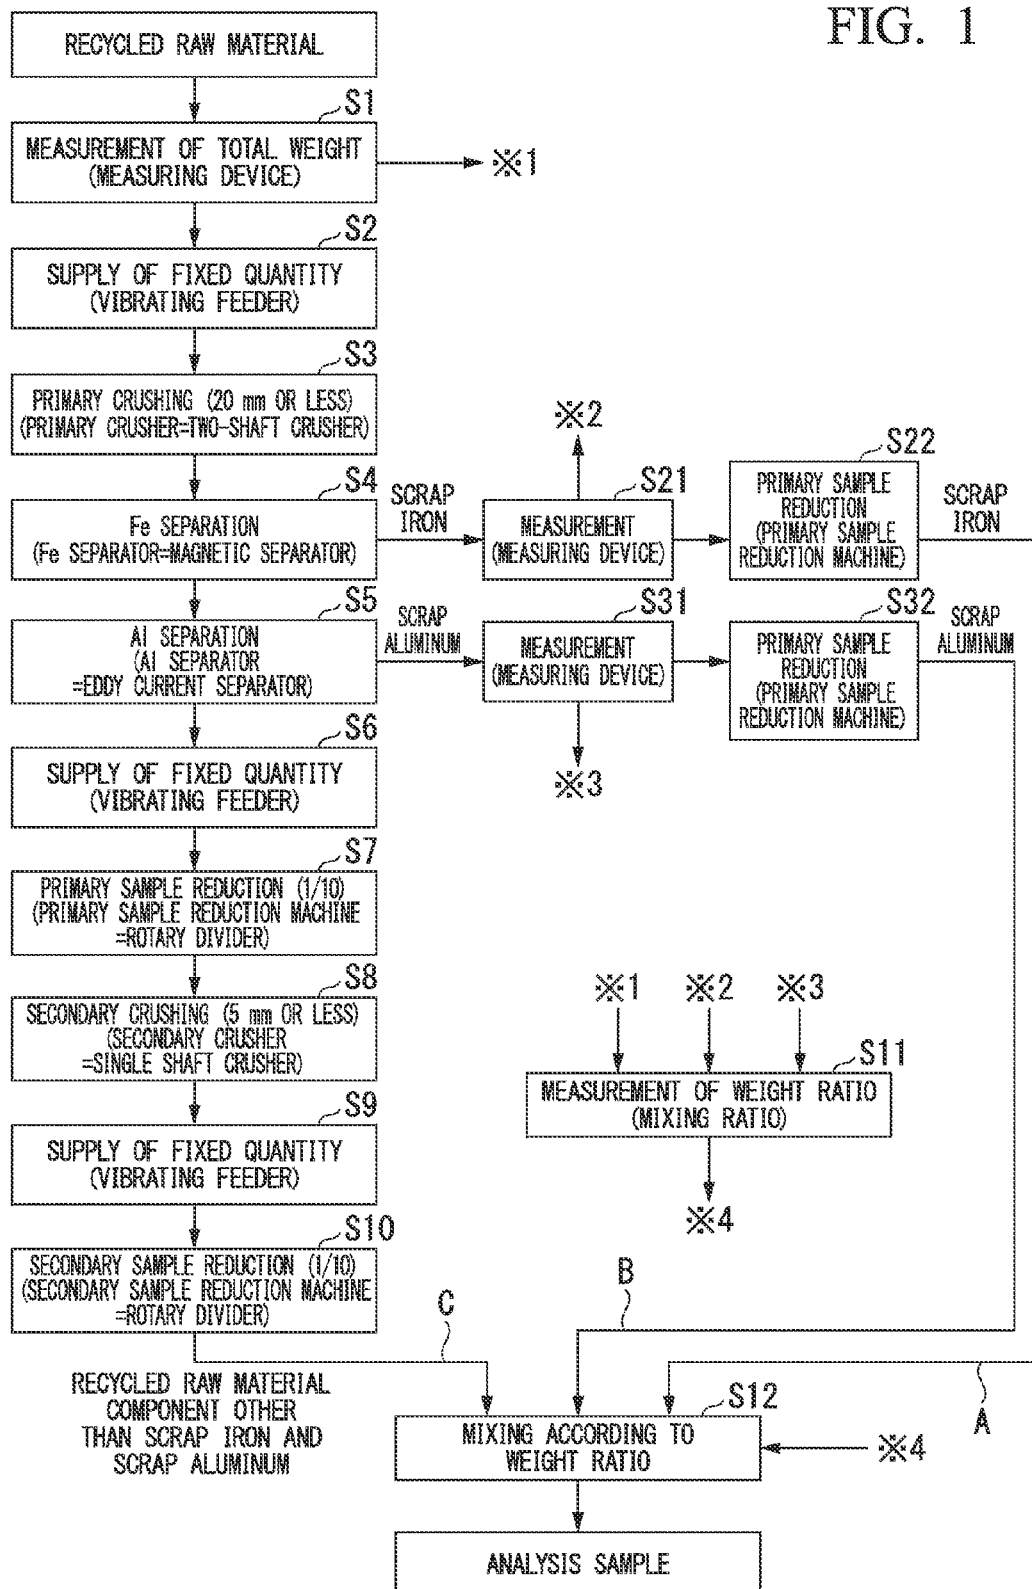 FIG. 1
RECYCLED RAW MATERIAL
S1
MEASUREMENT OF TOTAL WEIGHT
(MEASURING DEVICE)
※1
S2
SUPPLY OF FIXED QUANTITY
(VIBRATING FEEDER)
S3
PRIMARY CRUSHING (20 mm OR LESS)
(PRIMARY CRUSHER=TWO-SHAFT CRUSHER)
S4
Fe SEPARATION
(Fe SEPARATOR=MAGNETIC SEPARATOR)
SCRAP
IRON
※2
S21
MEASUREMENT
(MEASURING DEVICE)
S22
PRIMARY SAMPLE
REDUCTION
(PRIMARY SAMPLE
REDUCTION MACHINE)
SCRAP
IRON
S5
Al SEPARATION
(Al SEPARATOR
=EDDY CURRENT SEPARATOR)
SCRAP
ALUMINUM
S31
MEASUREMENT
(MEASURING DEVICE)
※3
S32
PRIMARY SAMPLE
REDUCTION
(PRIMARY SAMPLE
REDUCTION MACHINE)
SCRAP
ALUMINUM
S6
SUPPLY OF FIXED QUANTITY
(VIBRATING FEEDER)
S7
PRIMARY SAMPLE REDUCTION (1/10)
(PRIMARY SAMPLE REDUCTION MACHINE
=ROTARY DIVIDER)
S8
SECONDARY CRUSHING (5 mm OR LESS)
(SECONDARY CRUSHER
=SINGLE SHAFT CRUSHER)
※1 ※2 ※3
S11
MEASUREMENT OF WEIGHT RATIO
(MIXING RATIO)
※4
S9
SUPPLY OF FIXED QUANTITY
(VIBRATING FEEDER)
S10
SECONDARY SAMPLE REDUCTION (1/10)
(SECONDARY SAMPLE REDUCTION MACHINE
=ROTARY DIVIDER)
C
B
A
RECYCLED RAW MATERIAL
COMPONENT OTHER
THAN SCRAP IRON AND
SCRAP ALUMINUM
S12
MIXING ACCORDING TO
WEIGHT RATIO
※4
ANALYSIS SAMPLE